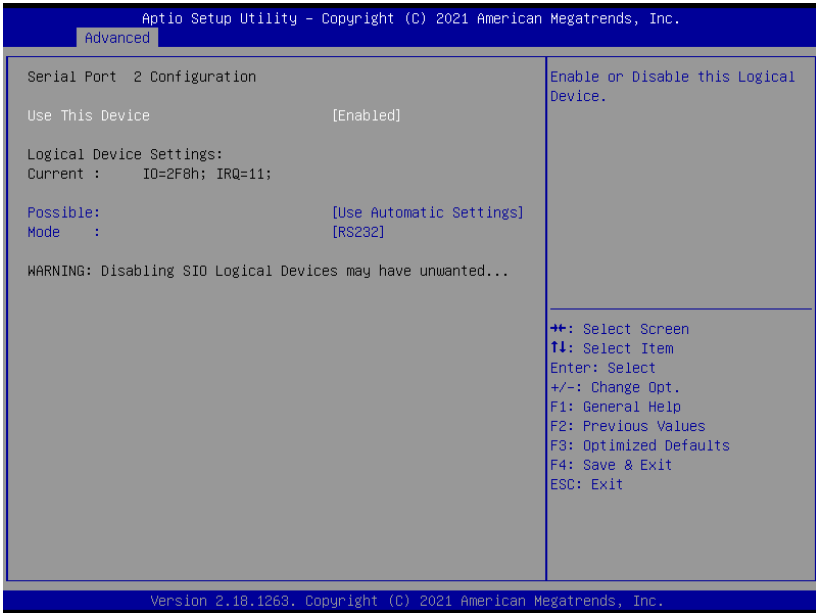 Aptio Setup Utility – Copyright (C) 2021 American Megatrends, Inc.
Advanced
Serial Port  2 Configuration
Use This Device [Enabled]
Logical Device Settings:
Current :     IO=2F8h; IRQ=11;
Possible: [Use Automatic Settings]
Mode    : [RS232]
WARNING: Disabling SIO Logical Devices may have unwanted...
Enable or Disable this Logical
Device.
→←: Select Screen
↑↓: Select Item
Enter: Select
+/-: Change Opt.
F1: General Help
F2: Previous Values
F3: Optimized Defaults
F4: Save & Exit
ESC: Exit
Version 2.18.1263. Copyright (C) 2021 American Megatrends, Inc.